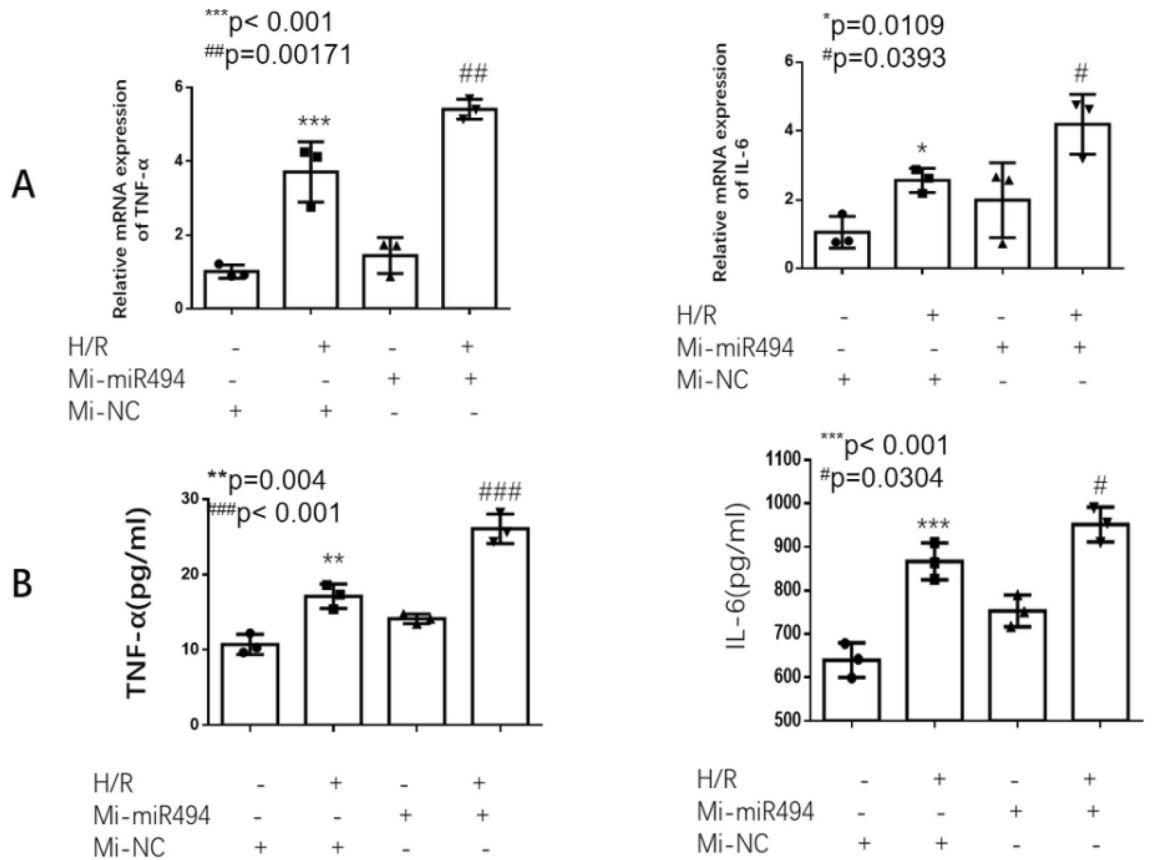 A
***p< 0.001
##p=0.00171
Relative mRNA expression
of TNF-α
6
4
2
0
***
##
H/R - + - +
Mi-miR494 - - + +
Mi-NC + + - -
*p=0.0109
#p=0.0393
Relative mRNA expression
of IL-6
6
4
2
0
*
#
H/R - + - +
Mi-miR494 - - + +
Mi-NC + + - -
B
**p=0.004
###p< 0.001
TNF-α(pg/ml)
30
20
10
0
**
###
H/R - + - +
Mi-miR494 - - + +
Mi-NC + + - -
***p< 0.001
#p=0.0304
IL-6(pg/ml)
1100
1000
900
800
700
600
500
***
#
H/R - + - +
Mi-miR494 - - + +
Mi-NC + + - -